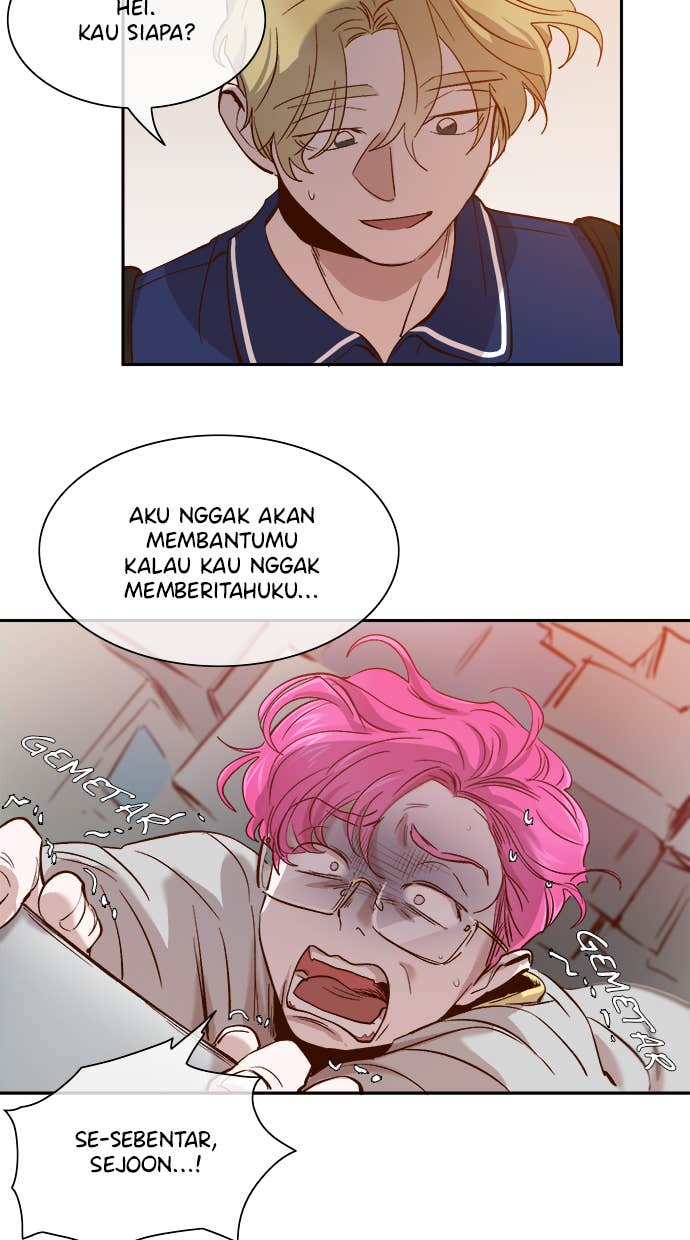 HEI.
KAU SIAPA?
AKU NGGAK AKAN
MEMBANTUMU
KALAU KAU NGGAK
MEMBERITAHUKU...
GEMETAR
GEMETAR
SE-SEBENTAR,
SEJOON...!